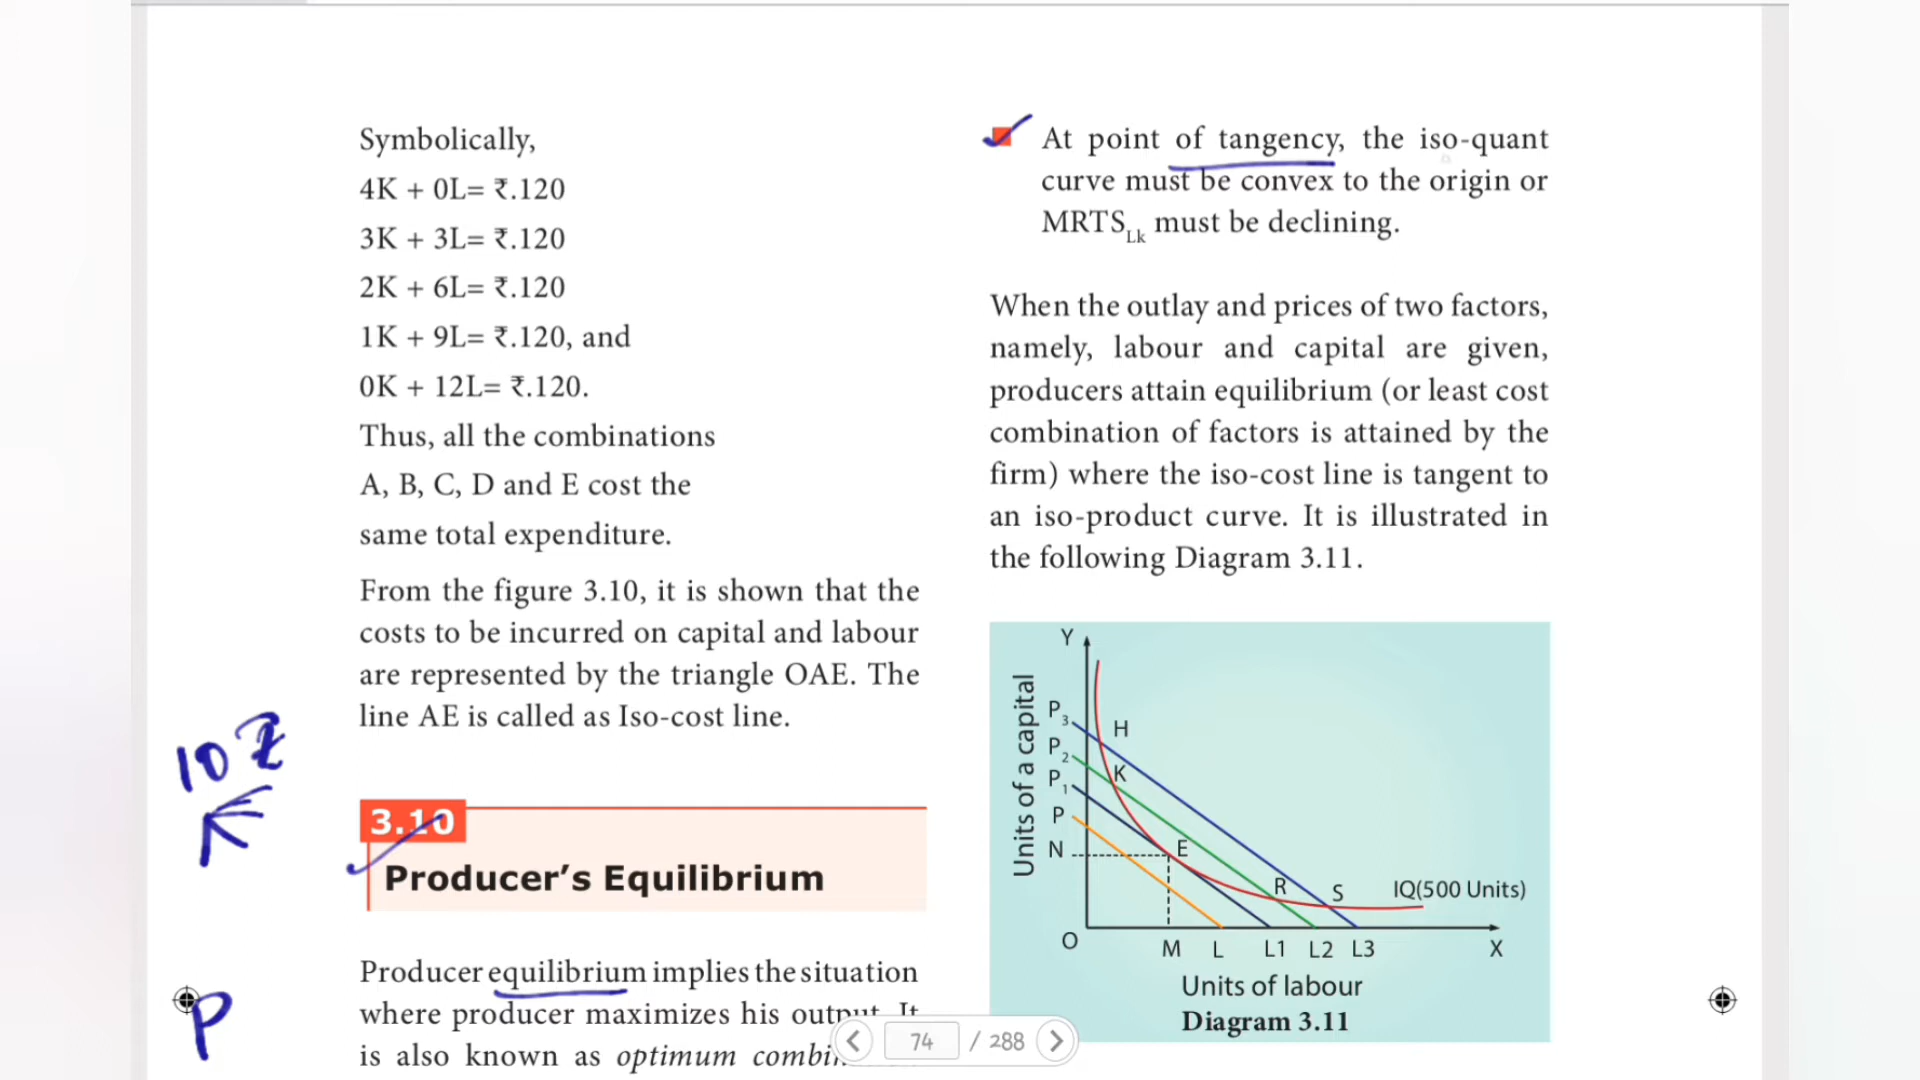 Symbolically,
4K + 0L= ₹.120
3K + 3L= ₹.120
2K + 6L= ₹.120
1K + 9L= ₹.120, and
0K + 12L= ₹.120.
Thus, all the combinations
A, B, C, D and E cost the
same total expenditure.
From the figure 3.10, it is shown that the
costs to be incurred on capital and labour
are represented by the triangle OAE. The
line AE is called as Iso-cost line.
10
3.10
Producer’s Equilibrium
Producer equilibrium implies the situation
where producer maximizes his output. It
is also known as optimum
P
At point of tangency, the iso-quant
curve must be convex to the origin or
MRTSLk must be declining.
When the outlay and prices of two factors,
namely, labour and capital are given,
producers attain equilibrium (or least cost
combination of factors is attained by the
firm) where the iso-cost line is tangent to
an iso-product curve. It is illustrated in
the following Diagram 3.11.
Y
Units of a capital
P3
H
P2
K
P1
P
N
E
R
S
IQ(500 Units)
O
M L L1 L2 L3 X
Units of labour
Diagram 3.11
74 / 288